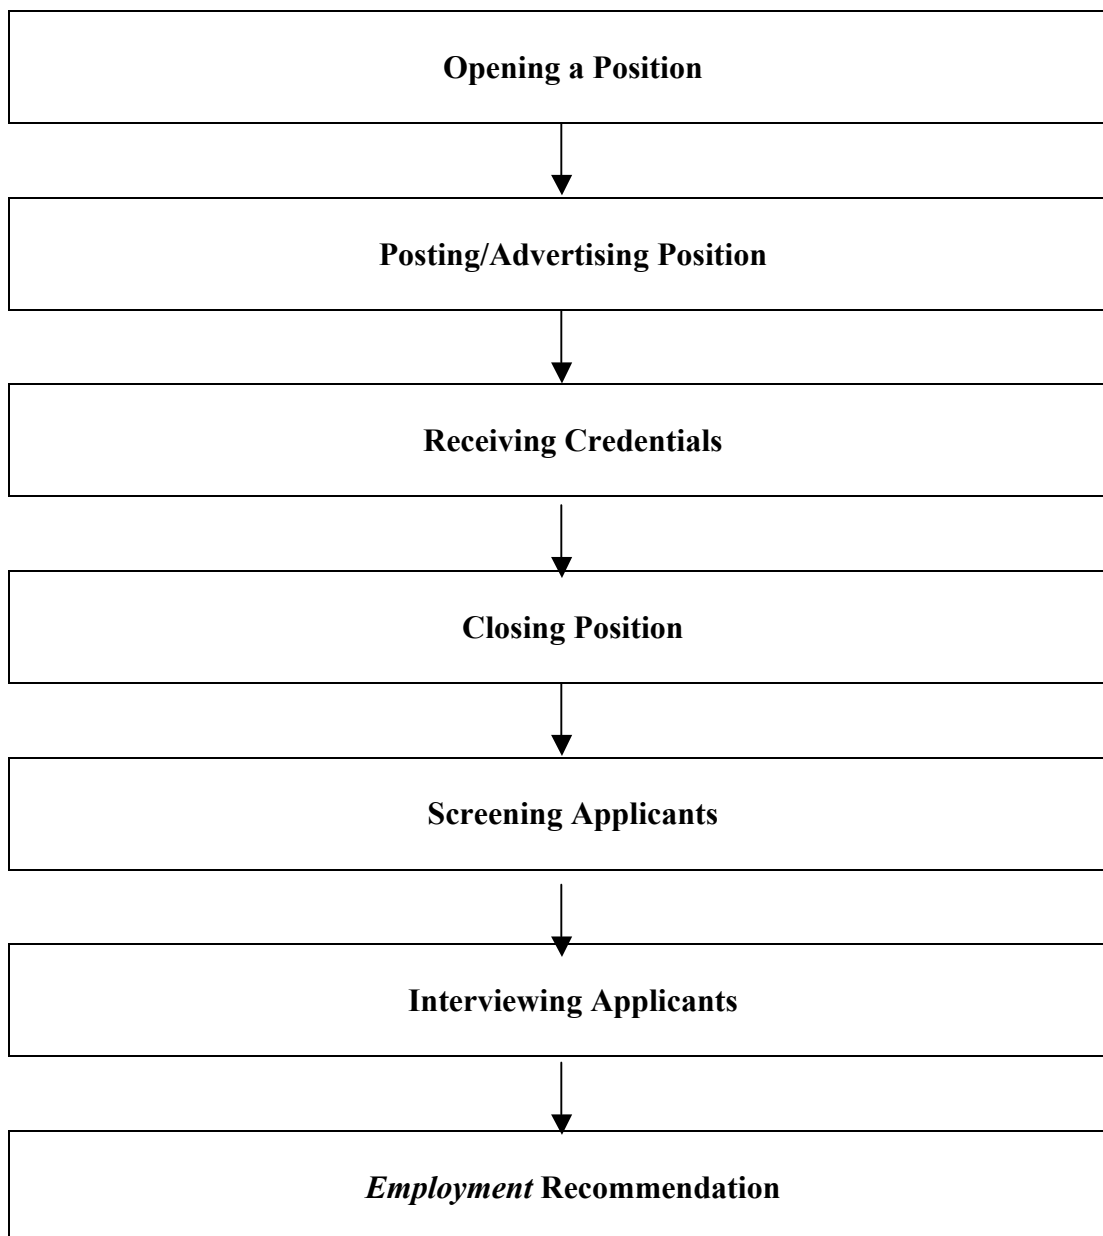 Opening a Position
Posting/Advertising Position
Receiving Credentials
Closing Position
Screening Applicants
Interviewing Applicants
Employment Recommendation